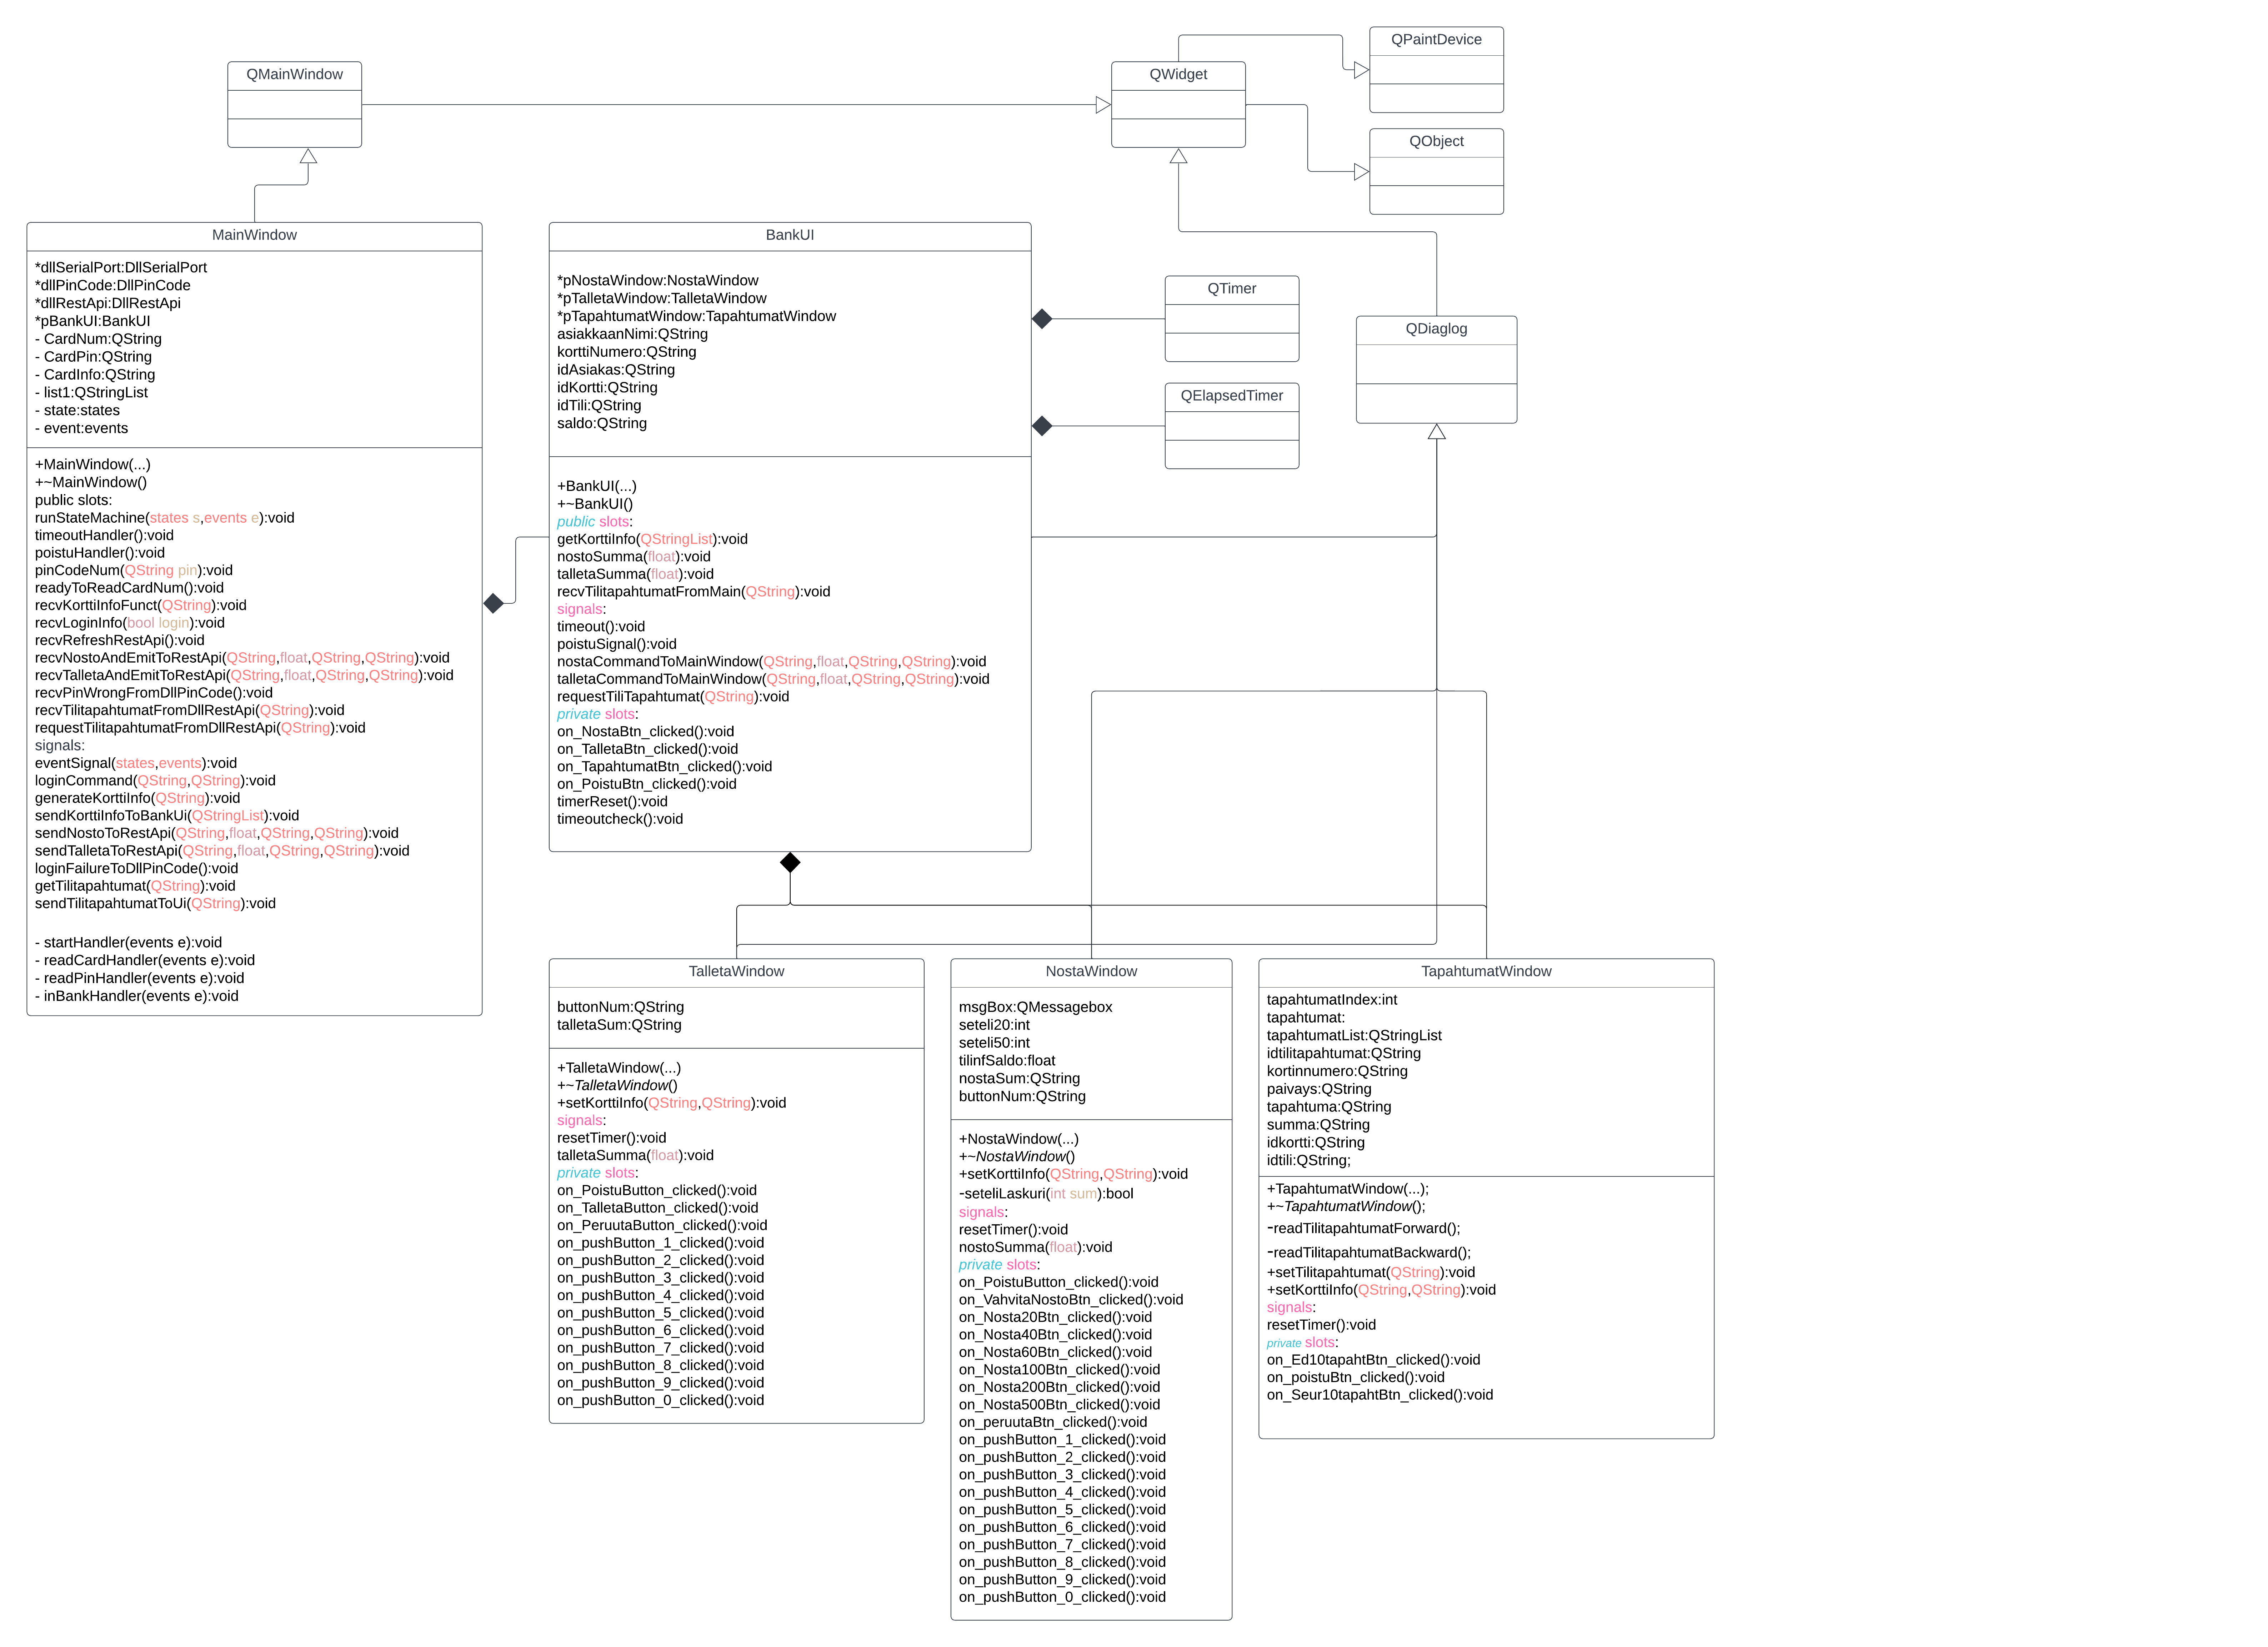 QPaintDevice
QMainWindow
QWidget
QObject
MainWindow
*dllSerialPort:DllSerialPort
*dllPinCode:DllPinCode
*dllRestApi:DllRestApi
*pBankUI:BankUI
- CardNum:QString
- CardPin:QString
- CardInfo:QString
- list1:QStringList
- state:states
- event:events
+MainWindow(...)
+~MainWindow()
public slots:
runStateMachine(states s,events e):void
timeoutHandler():void
poistuHandler():void
pinCodeNum(QString pin):void
readyToReadCardNum():void
recvKorttiInfoFunct(QString):void
recvLoginInfo(bool login):void
recvRefreshRestApi():void
recvNostoAndEmitToRestApi(QString,float,QString,QString):void
recvTalletaAndEmitToRestApi(QString,float,QString,QString):void
recvPinWrongFromDllPinCode():void
recvTilitapahtumatFromDllRestApi(QString):void
requestTilitapahtumatFromDllRestApi(QString):void
signals:
eventSignal(states,events):void
loginCommand(QString,QString):void
generateKorttiInfo(QString):void
sendKorttiInfoToBankUi(QStringList):void
sendNostoToRestApi(QString,float,QString,QString):void
sendTalletaToRestApi(QString,float,QString,QString):void
loginFailureToDllPinCode():void
getTilitapahtumat(QString):void
sendTilitapahtumatToUi(QString):void
- startHandler(events e):void
- readCardHandler(events e):void
- readPinHandler(events e):void
- inBankHandler(events e):void
BankUI
*pNostaWindow:NostaWindow
*pTalletaWindow:TalletaWindow
*pTapahtumatWindow:TapahtumatWindow
asiakkaanNimi:QString
korttiNumero:QString
idAsiakas:QString
idKortti:QString
idTili:QString
saldo:QString
+BankUI(...)
+~BankUI()
public slots:
getKorttiInfo(QStringList):void
nostoSumma(float):void
talletaSumma(float):void
recvTilitapahtumatFromMain(QString):void
signals:
timeout():void
poistuSignal():void
nostaCommandToMainWindow(QString,float,QString,QString):void
talletaCommandToMainWindow(QString,float,QString,QString):void
requestTiliTapahtumat(QString):void
private slots:
on_NostaBtn_clicked():void
on_TalletaBtn_clicked():void
on_TapahtumatBtn_clicked():void
on_PoistuBtn_clicked():void
timerReset():void
timeoutcheck():void
QTimer
QElapsedTimer
QDiaglog
TalletaWindow
buttonNum:QString
talletaSum:QString
+TalletaWindow(...)
+~TalletaWindow()
+setKorttiInfo(QString,QString):void
signals:
resetTimer():void
talletaSumma(float):void
private slots:
on_PoistuButton_clicked():void
on_TalletaButton_clicked():void
on_PeruutaButton_clicked():void
on_pushButton_1_clicked():void
on_pushButton_2_clicked():void
on_pushButton_3_clicked():void
on_pushButton_4_clicked():void
on_pushButton_5_clicked():void
on_pushButton_6_clicked():void
on_pushButton_7_clicked():void
on_pushButton_8_clicked():void
on_pushButton_9_clicked():void
on_pushButton_0_clicked():void
NostaWindow
msgBox:QMessagebox
seteli20:int
seteli50:int
tilinfSaldo:float
nostaSum:QString
buttonNum:QString
+NostaWindow(...)
+~NostaWindow()
+setKorttiInfo(QString,QString):void
-seteliLaskuri(int sum):bool
signals:
resetTimer():void
nostoSumma(float):void
private slots:
on_PoistuButton_clicked():void
on_VahvitaNostoBtn_clicked():void
on_Nosta20Btn_clicked():void
on_Nosta40Btn_clicked():void
on_Nosta60Btn_clicked():void
on_Nosta100Btn_clicked():void
on_Nosta200Btn_clicked():void
on_Nosta500Btn_clicked():void
on_peruutaBtn_clicked():void
on_pushButton_1_clicked():void
on_pushButton_2_clicked():void
on_pushButton_3_clicked():void
on_pushButton_4_clicked():void
on_pushButton_5_clicked():void
on_pushButton_6_clicked():void
on_pushButton_7_clicked():void
on_pushButton_8_clicked():void
on_pushButton_9_clicked():void
on_pushButton_0_clicked():void
TapahtumatWindow
tapahtumatIndex:int
tapahtumat:
tapahtumatList:QStringList
idtilitapahtumat:QString
kortinnumero:QString
paivays:QString
tapahtuma:QString
summa:QString
idkortti:QString
idtili:QString;
+TapahtumatWindow(...);
+~TapahtumatWindow();
-readTilitapahtumatForward();
-readTilitapahtumatBackward();
+setTilitapahtumat(QString):void
+setKorttiInfo(QString,QString):void
signals:
resetTimer():void
private slots:
on_Ed10tapahtBtn_clicked():void
on_poistuBtn_clicked():void
on_Seur10tapahtBtn_clicked():void